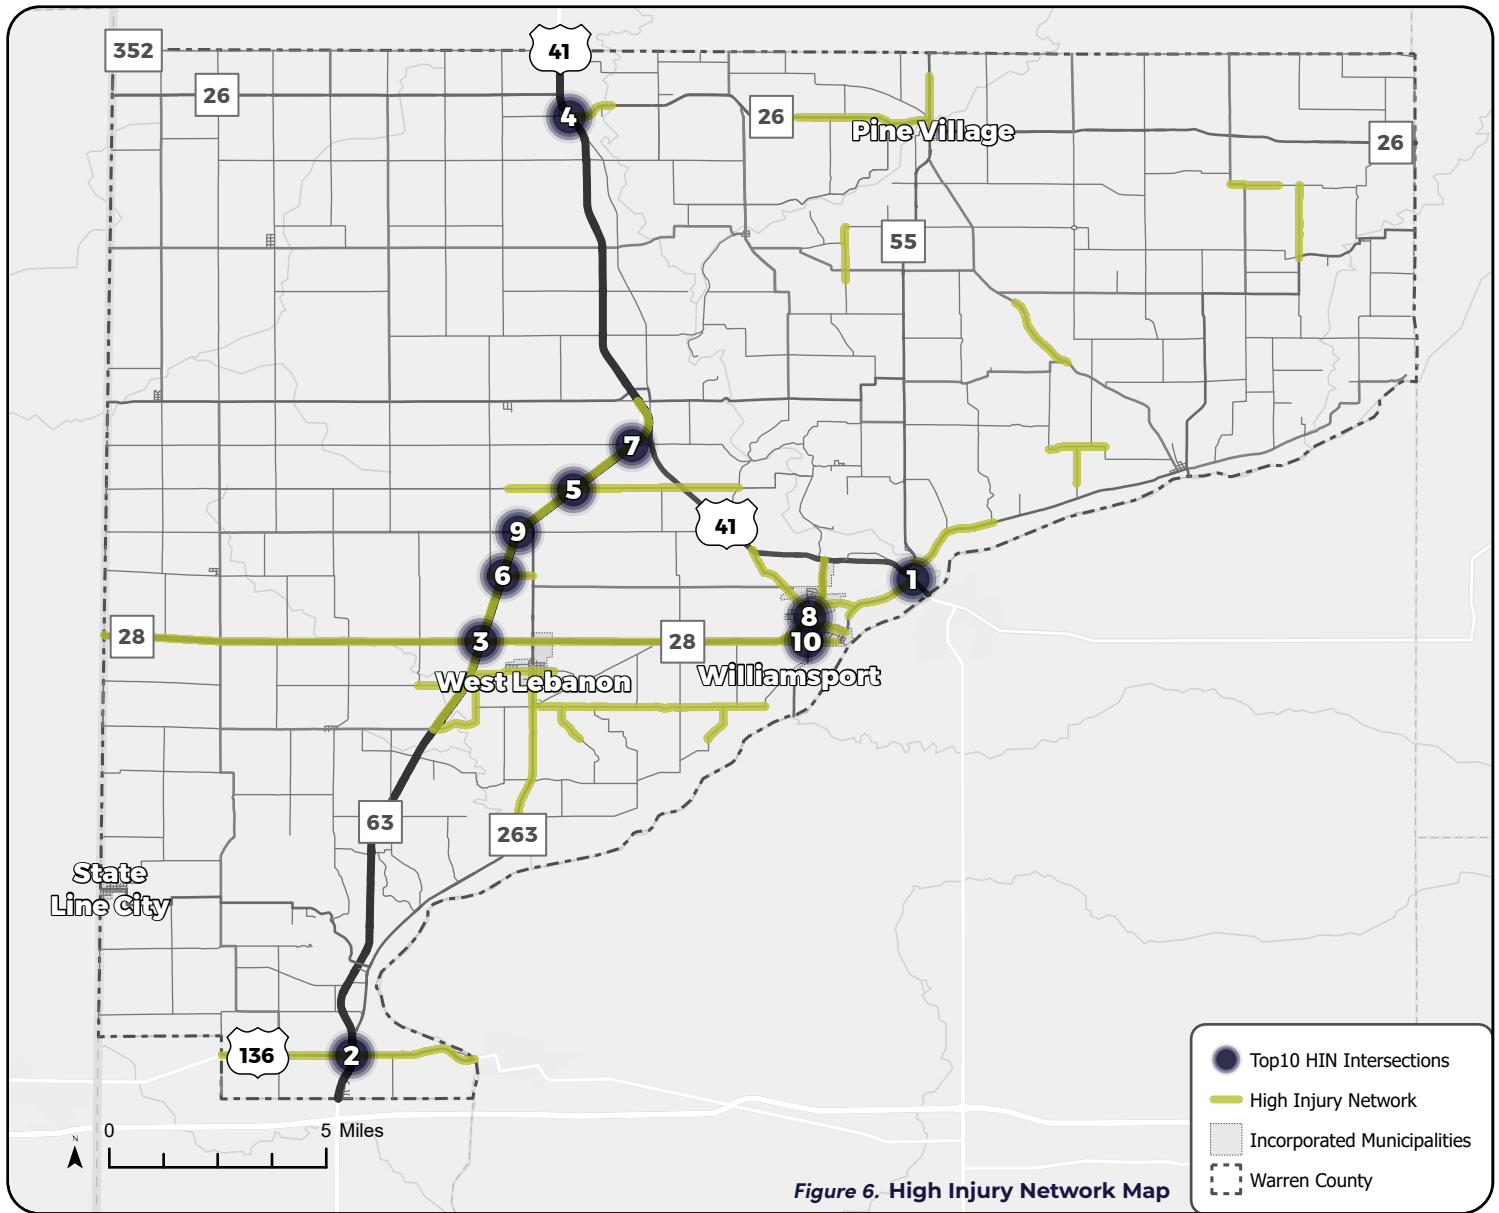 352
41
26
4
26
Pine Village
26
55
7
5
9
41
6
1
8
28
3
28
10
West Lebanon
Williamsport
63
263
State
Line City
136
2
Top10 HIN Intersections
High Injury Network
Incorporated Municipalities
Warren County
0
5 Miles
N
Figure 6. High Injury Network Map